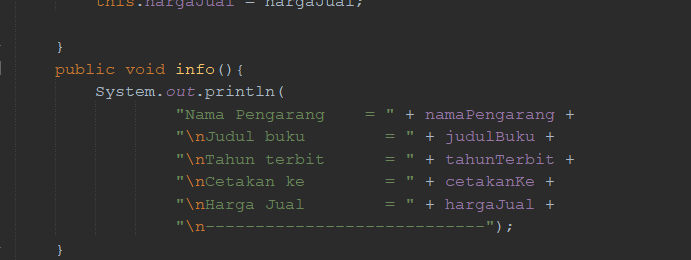 this.hargaJual = hargaJual;
}
public void info(){
System.out.println(
"Nama Pengarang    = " + namaPengarang +
"\nJudul buku        = " + judulBuku +
"\nTahun terbit      = " + tahunTerbit +
"\nCetakan ke        = " + cetakanKe +
"\nHarga Jual        = " + hargaJual +
"\n----------------------------");
}